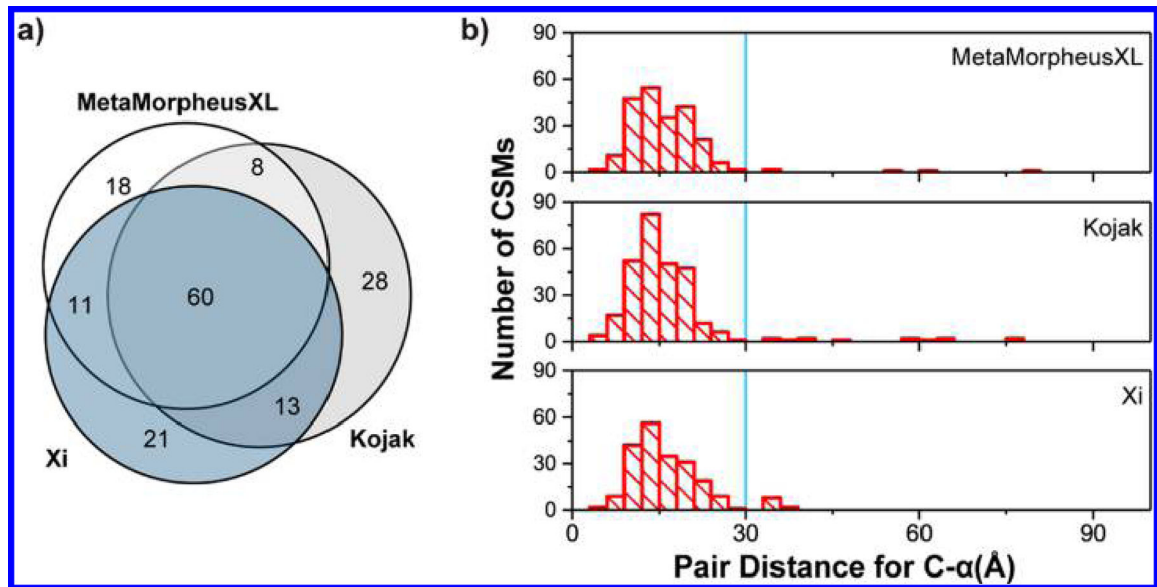 a)
MetaMorpheusXL
18
8
11
60
28
13
21
Xi
Kojak
b)
Number of CSMs
90
60
30
0
MetaMorpheusXL
90
60
30
0
Kojak
90
60
30
0
Xi
0 30 60 90
Pair Distance for C-α(Å)